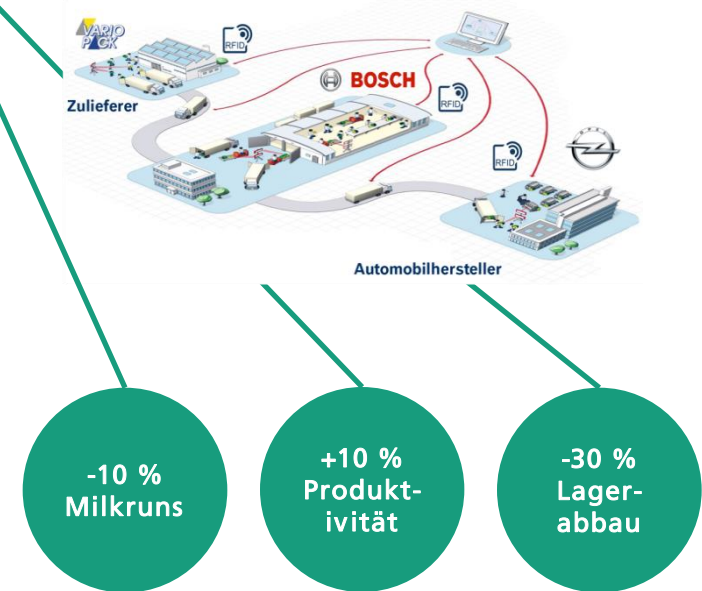 VARIO
PACK
RFID
BOSCH
Zulieferer
RFID
RFID
Automobilhersteller
-10 %
Milkruns
+10 %
Produkt-
ivität
-30 %
Lager-
abbau